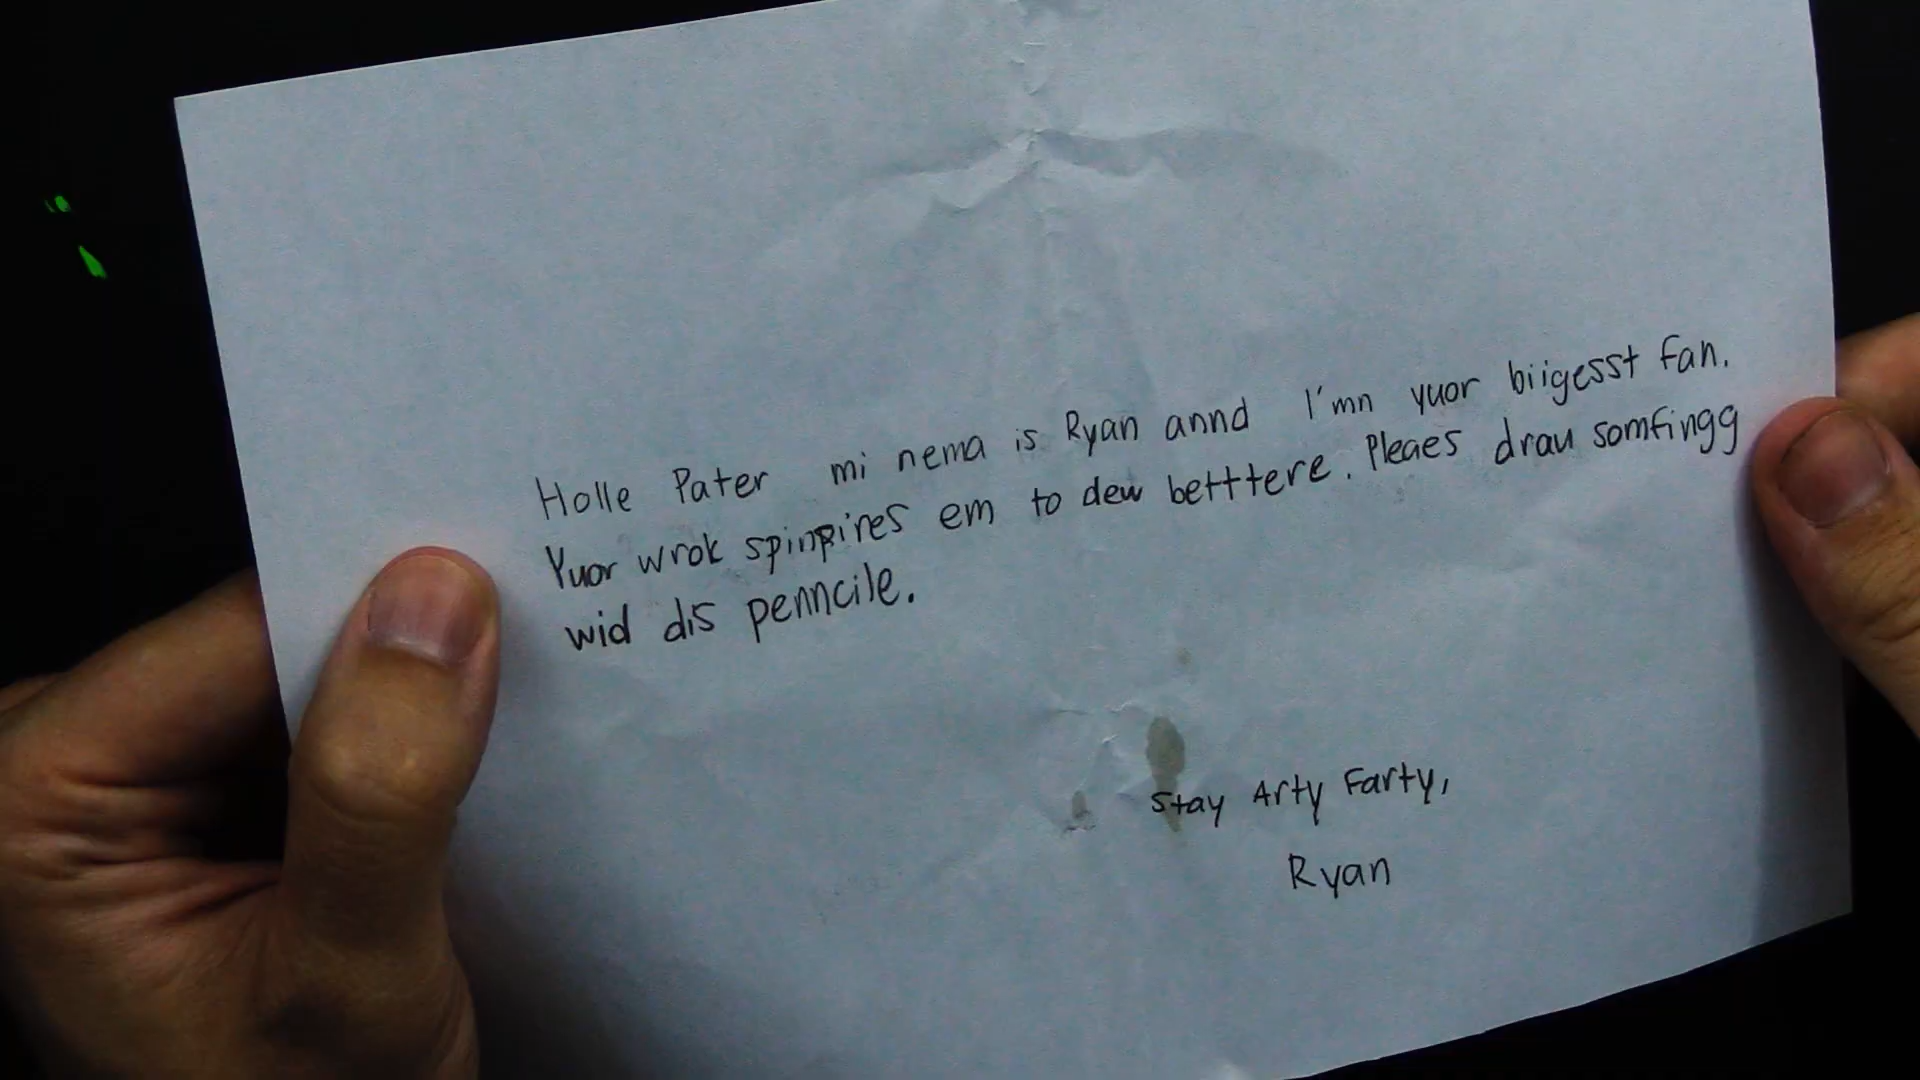 Holle Pater mi nema is Ryan annd I'mn yuor biigesst fan.
Yuor wrok spinpires em to dew betttere. Pleaes drau somfingg
wid dis penncile.
Stay Arty Farty,
Ryan